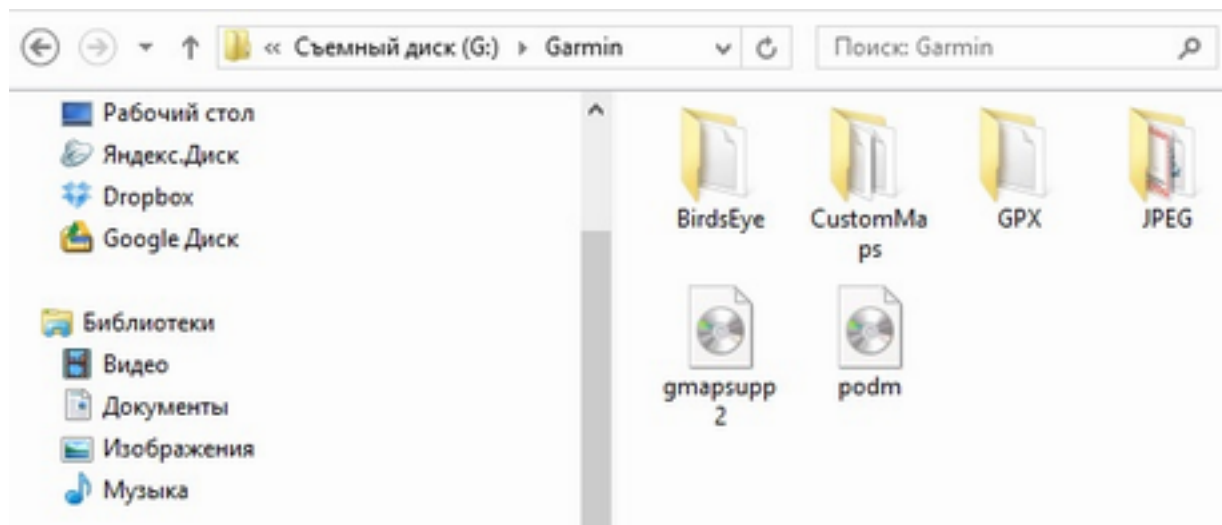 « Съемный диск (G:) Garmin
Поиск: Garmin
Рабочий стол
Яндекс.Диск
Dropbox
Google Диск
Библиотеки
Видео
Документы
Изображения
Музыка
BirdsEye
CustomMa
ps
GPX
JPEG
gmapsupp
2
podm